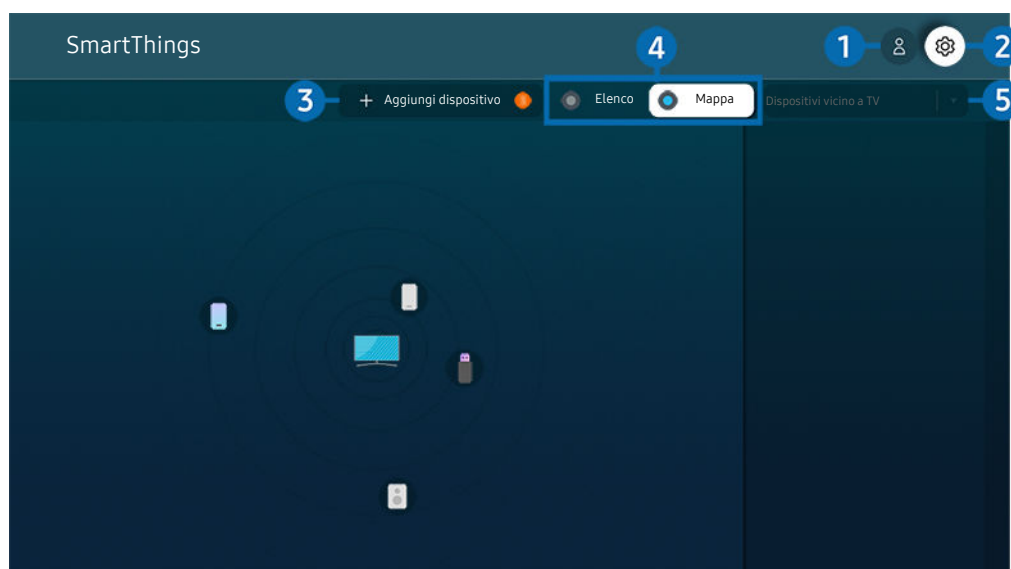 SmartThings
4
1
2
3
+ Aggiungi dispositivo
Elenco
Mappa
Dispositivi vicino a TV
5